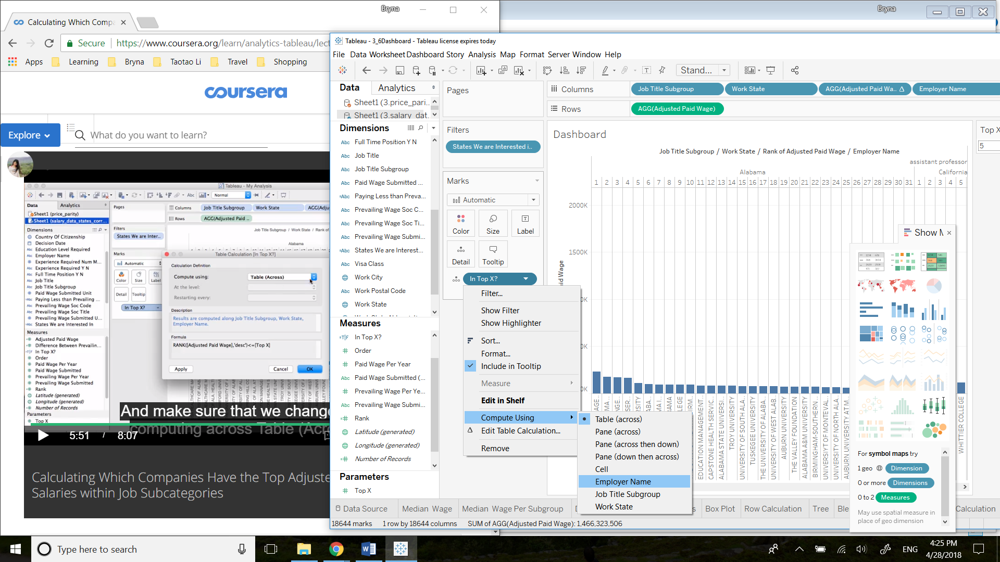 Bryna
Bryna
Calculating Which Compa
Secure
https://www.coursera.org/learn/analytics-tableau/lect
Apps
Learning
Bryna
Taotao Li
Travel
Shopping
coursera
Explore
What do you want to learn?
Tableau - My Analysis
Normal
Data
Analytics
Sheet1 (price_parity)
Sheet1 (salary_data_states_corr...
Dimensions
Country Of Citizenship
Decision Date
Education Level Required
Employer Name
Experience Required Num M...
Experience Required Y N
Full Time Position Y N
Job Title
Job Title Subgroup
Paid Wage Submitted Unit
Paying Less than Prevailing ...
Prevailing Wage Soc Code
Prevailing Wage Soc Title
Prevailing Wage Submitted U...
States We are Interested In
Measures
Adjusted Paid Wage
Difference Between Prevailin...
In Top X?
Order
Paid Wage Per Year
Paid Wage Submitted
Prevailing Wage Per Year
Prevailing Wage Submitted
Rank
Latitude (generated)
Longitude (generated)
Number of Records
Parameters
Top X
Pages
Filters
States We are Inter..
Marks
Automatic
Color
Size
Label
Detail
Tooltip
In Top X?
Columns
Job Title Subgroup
Work State
AGG(Adju
Rows
AGG(Adjusted Paid ..
Job Title Subgroup / Work State / Rank of
Alabama
Table Calculation [In Top X?]
Calculation Definition
Compute using:
Table (Across)
At the level:
Restarting every:
Description
Results are computed along Job Title Subgroup, Work State,
Employer Name.
Formula
RANK([Adjusted Paid Wage],'desc')<=[Top X]
Apply
Cancel
OK
And make sure that we change
computing across Table (Acr
5:51 / 8:07
Calculating Which Companies Have the Top Adjuste
Salaries within Job Subcategories
Tableau - 3_6Dashboard - Tableau license expires today
File Data Worksheet Dashboard Story Analysis Map Format Server Window Help
Stand...
Data
Analytics
Sheet1 (3.price_pari...
Sheet1 (3.salary_dat...
Dimensions
Abc Full Time Position Y N
Abc Job Title
Abc Job Title Subgroup
Abc Paid Wage Submitted ...
=Abc Paying Less than Preva...
Abc Prevailing Wage Soc C...
Abc Prevailing Wage Soc Ti...
Abc Prevailing Wage Submi...
=Abc States We are Interest...
Abc Visa Class
Work City
Abc Work Postal Code
Work State
Measures
=T|F In Top X?
# Order
# Paid Wage Per Year
Abc Paid Wage Submitted (...
# Prevailing Wage Per Ye...
Abc Prevailing Wage Submi...
=# Rank
Latitude (generated)
Longitude (generated)
=# Number of Records
Parameters
# Top X
Pages
Filters
States We are Interested i..
Marks
Automatic
Color
Size
Label
Detail
Tooltip
In Top X?
Filter...
Show Filter
Show Highlighter
Sort...
Format...
Include in Tooltip
Measure
Edit in Shelf
Compute Using
Edit Table Calculation...
Remove
Table (across)
Pane (across)
Pane (across then down)
Pane (down then across)
Cell
Employer Name
Job Title Subgroup
Work State
Columns
Job Title Subgroup
Work State
AGG(Adjusted Paid Wa.. Δ
Employer Name
Rows
AGG(Adjusted Paid Wage)
Dashboard
Job Title Subgroup / Work State / Rank of Adjusted Paid Wage / Employer Name
assistant professor
Alabama
California
1 2 3 4 5 6 7 8 9 10 11 12 13 14 15 16 17 18 19 20 21 22 23 24 25 26 27 28 29 30 31 1 2 3 4 5
2000K
1500K
EDUCATION MANAGEMENT..
CAPSTONE HEALTH SERVIC..
ALABAMA STATE UNIVERSI..
TROY UNIVERSITY
UNIVERSITY OF SOUTH ALA..
TUSKEGEE UNIVERSITY
THE UNIVERSITY OF ALABA..
UNIVERSITY OF WEST ALAB..
AUBURN UNIVERSITY
THE VALLEY FOUNDATION
ALABAMA A&M UNIVERSITY
BIRMINGHAM-SOUTHERN ..
UNIVERSIYT OF MONTEVAL..
UNIVERSITY OF NORTH ALA..
AUBURN UNIVERSITY AT M..
WHITTIER COLLEGE
Top X
5
Show M
For symbol maps try
1 geo Dimension
0 or more Dimensions
0 to 2 Measures
May use spatial measure in
place of geo dimension
Data Source
Median Wage
Median Wage Per Subgroup
Box Plot
Row Calculation
Tree
Ble
Calculation
18644 marks
1 row by 18644 columns
SUM of AGG(Adjusted Paid Wage): 1,466,323,506
Type here to search
ENG
4:25 PM
4/28/2018